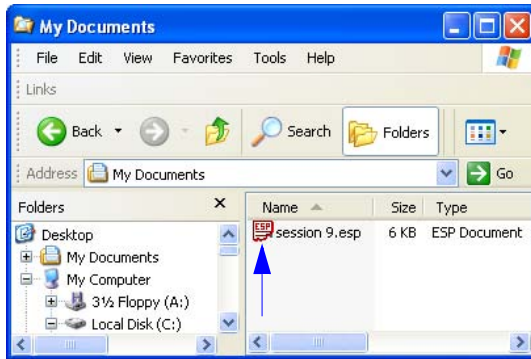 My Documents
File Edit View Favorites Tools Help
Links
Back Search Folders
Address My Documents Go
Folders Name Size Type
Desktop ESP session 9.esp 6 KB ESP Document
My Documents
My Computer
3½ Floppy (A:)
Local Disk (C:)